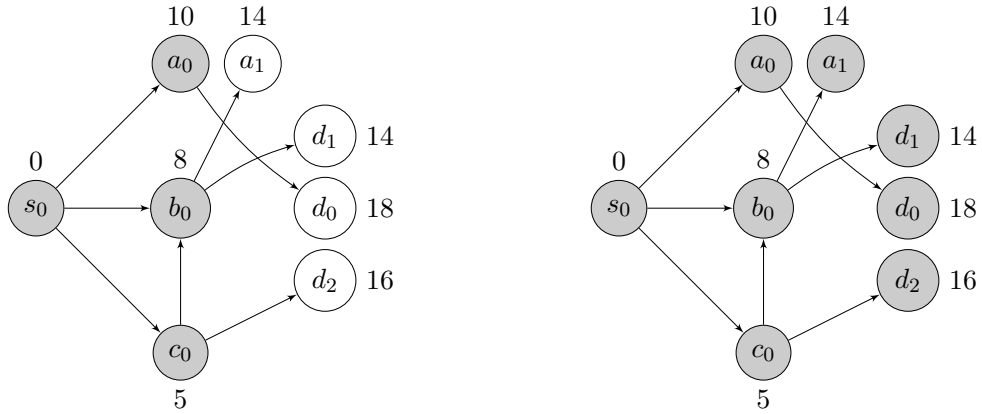 10 14
a₀ a₁
d₁ 14
0 8
s₀ b₀ d₀ 18
d₂ 16
c₀
5
10 14
a₀ a₁
d₁ 14
0 8
s₀ b₀ d₀ 18
d₂ 16
c₀
5